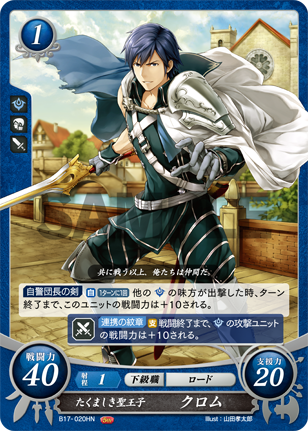 1
SAMPLE
共に戦う以上、俺たちは仲間だ。
自警団長の剣 自 1ターンに1回 他の の味方が出撃した時、ターン
終了まで、このユニットの戦闘力は+10される。
連携の紋章 支 戦闘終了まで、 の攻撃ユニット
の戦闘力は+10される。
戦闘力 40
射程 1 下級職 ロード
支援力 20
たくましき聖王子 クロム
B17-020HN Illust:山田孝太郎